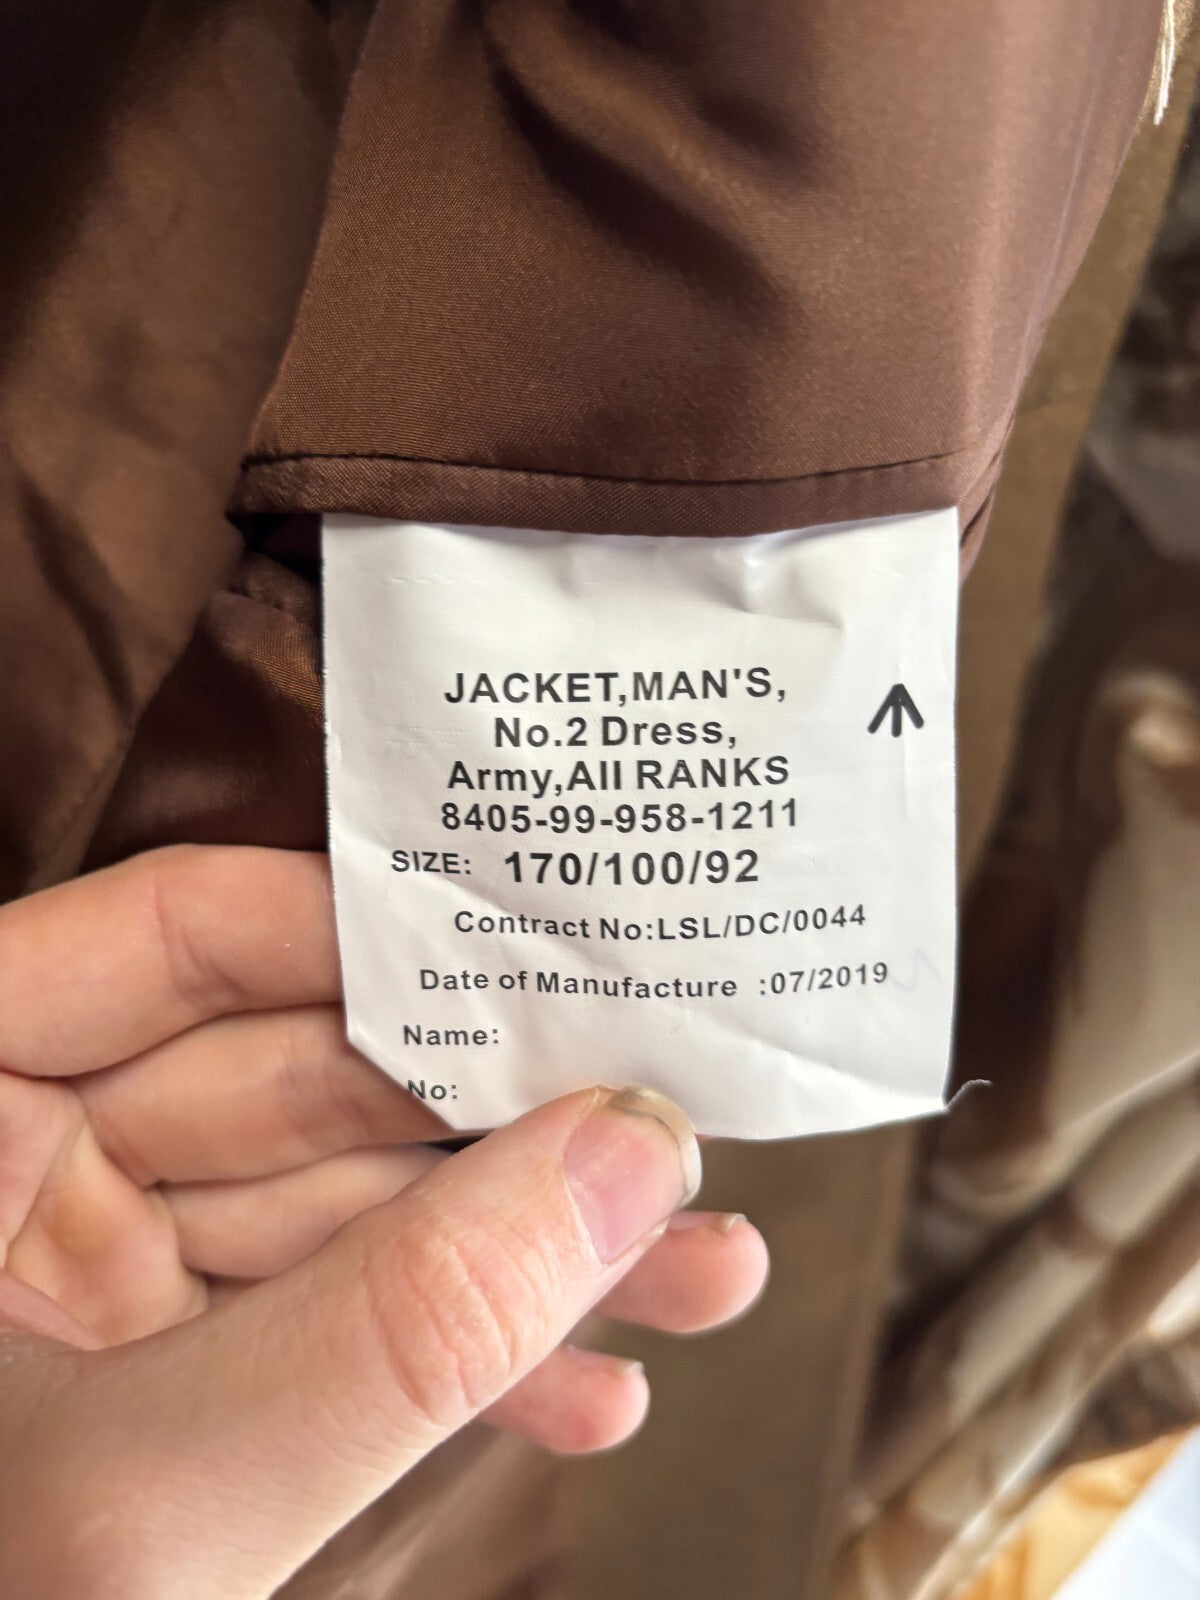 JACKET,MAN'S,
No.2 Dress,
Army,All RANKS
8405-99-958-1211
SIZE: 170/100/92
Contract No:LSL/DC/0044
Date of Manufacture :07/2019
Name:
No: